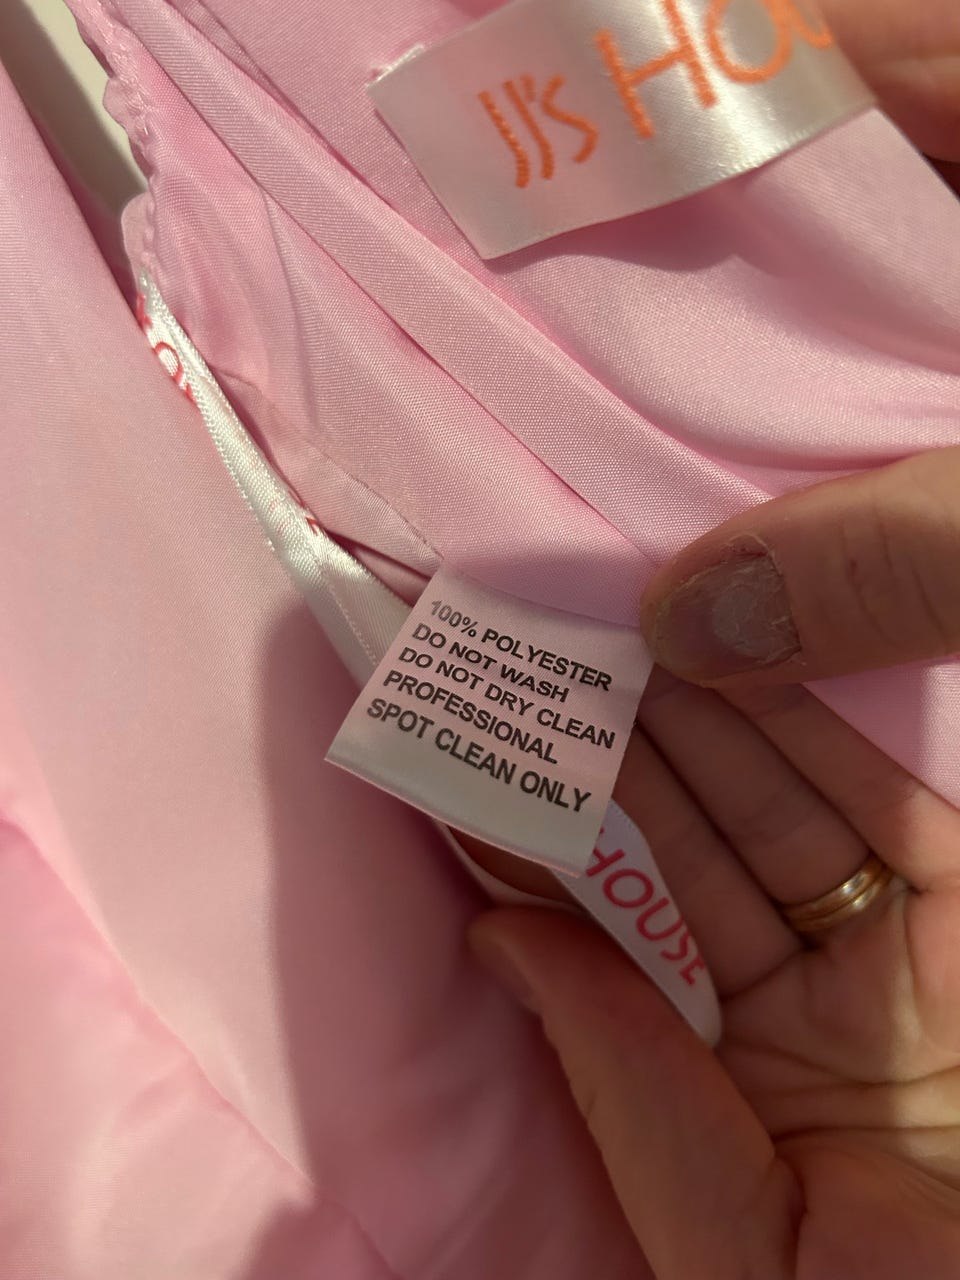 JJ'S HOU
100% POLYESTER
DO NOT WASH
DO NOT DRY CLEAN
PROFESSIONAL
SPOT CLEAN ONLY
HOUSE